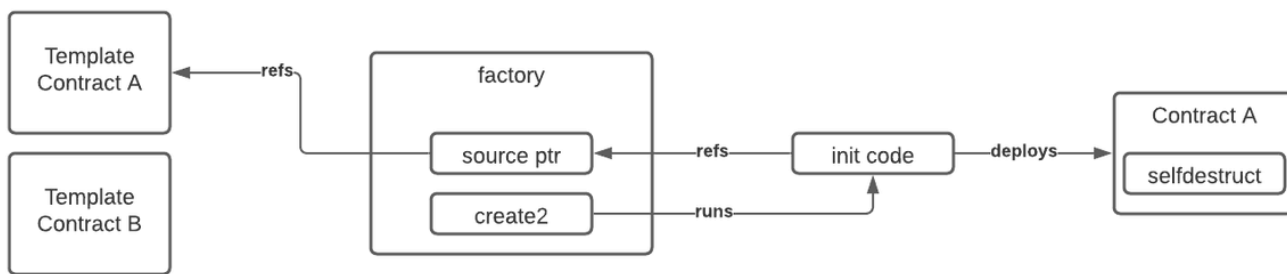 Template
Contract A
Template
Contract B
refs
factory
source ptr
create2
refs
runs
init code
deploys
Contract A
selfdestruct